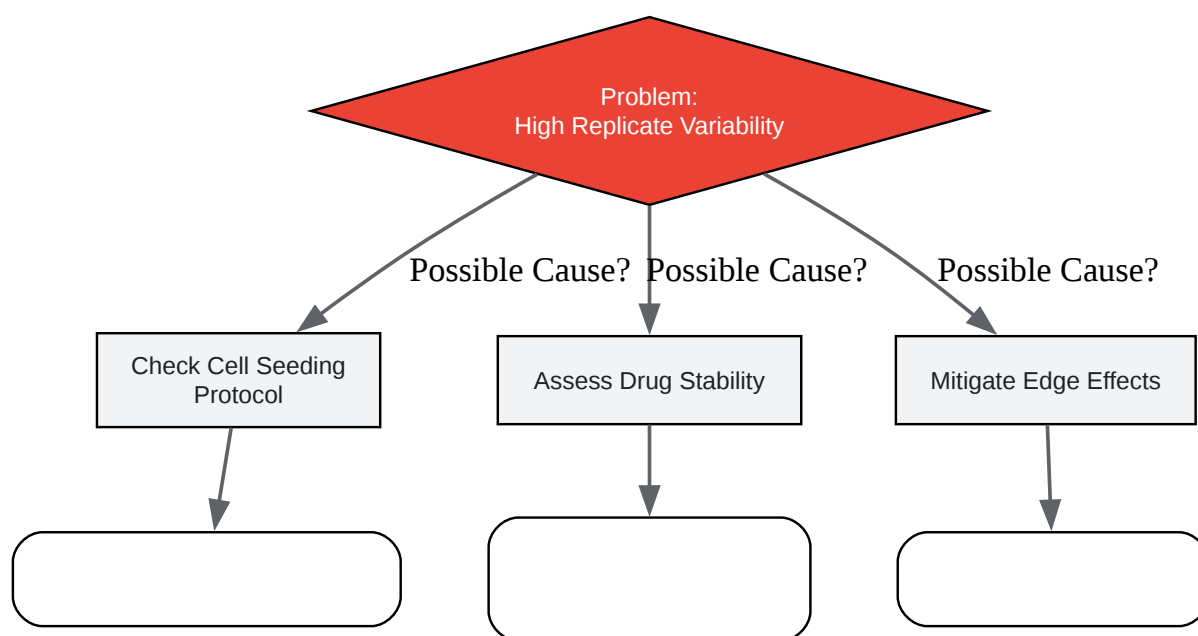 Problem:
High Replicate Variability
Possible Cause?
Possible Cause?
Possible Cause?
Check Cell Seeding
Protocol
Assess Drug Stability
Mitigate Edge Effects